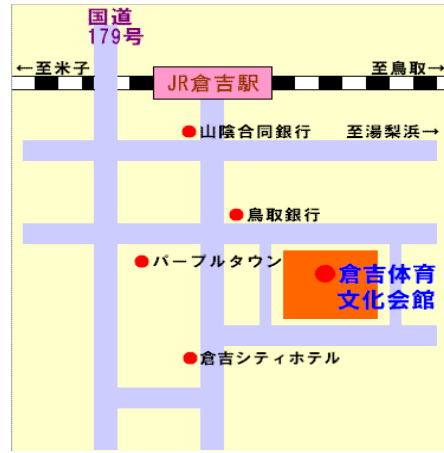 国道
179号
←至米子
至鳥取→
JR倉吉駅
山陰合同銀行
至湯梨浜→
鳥取銀行
パープルタウン
倉吉体育
文化会館
倉吉シティホテル